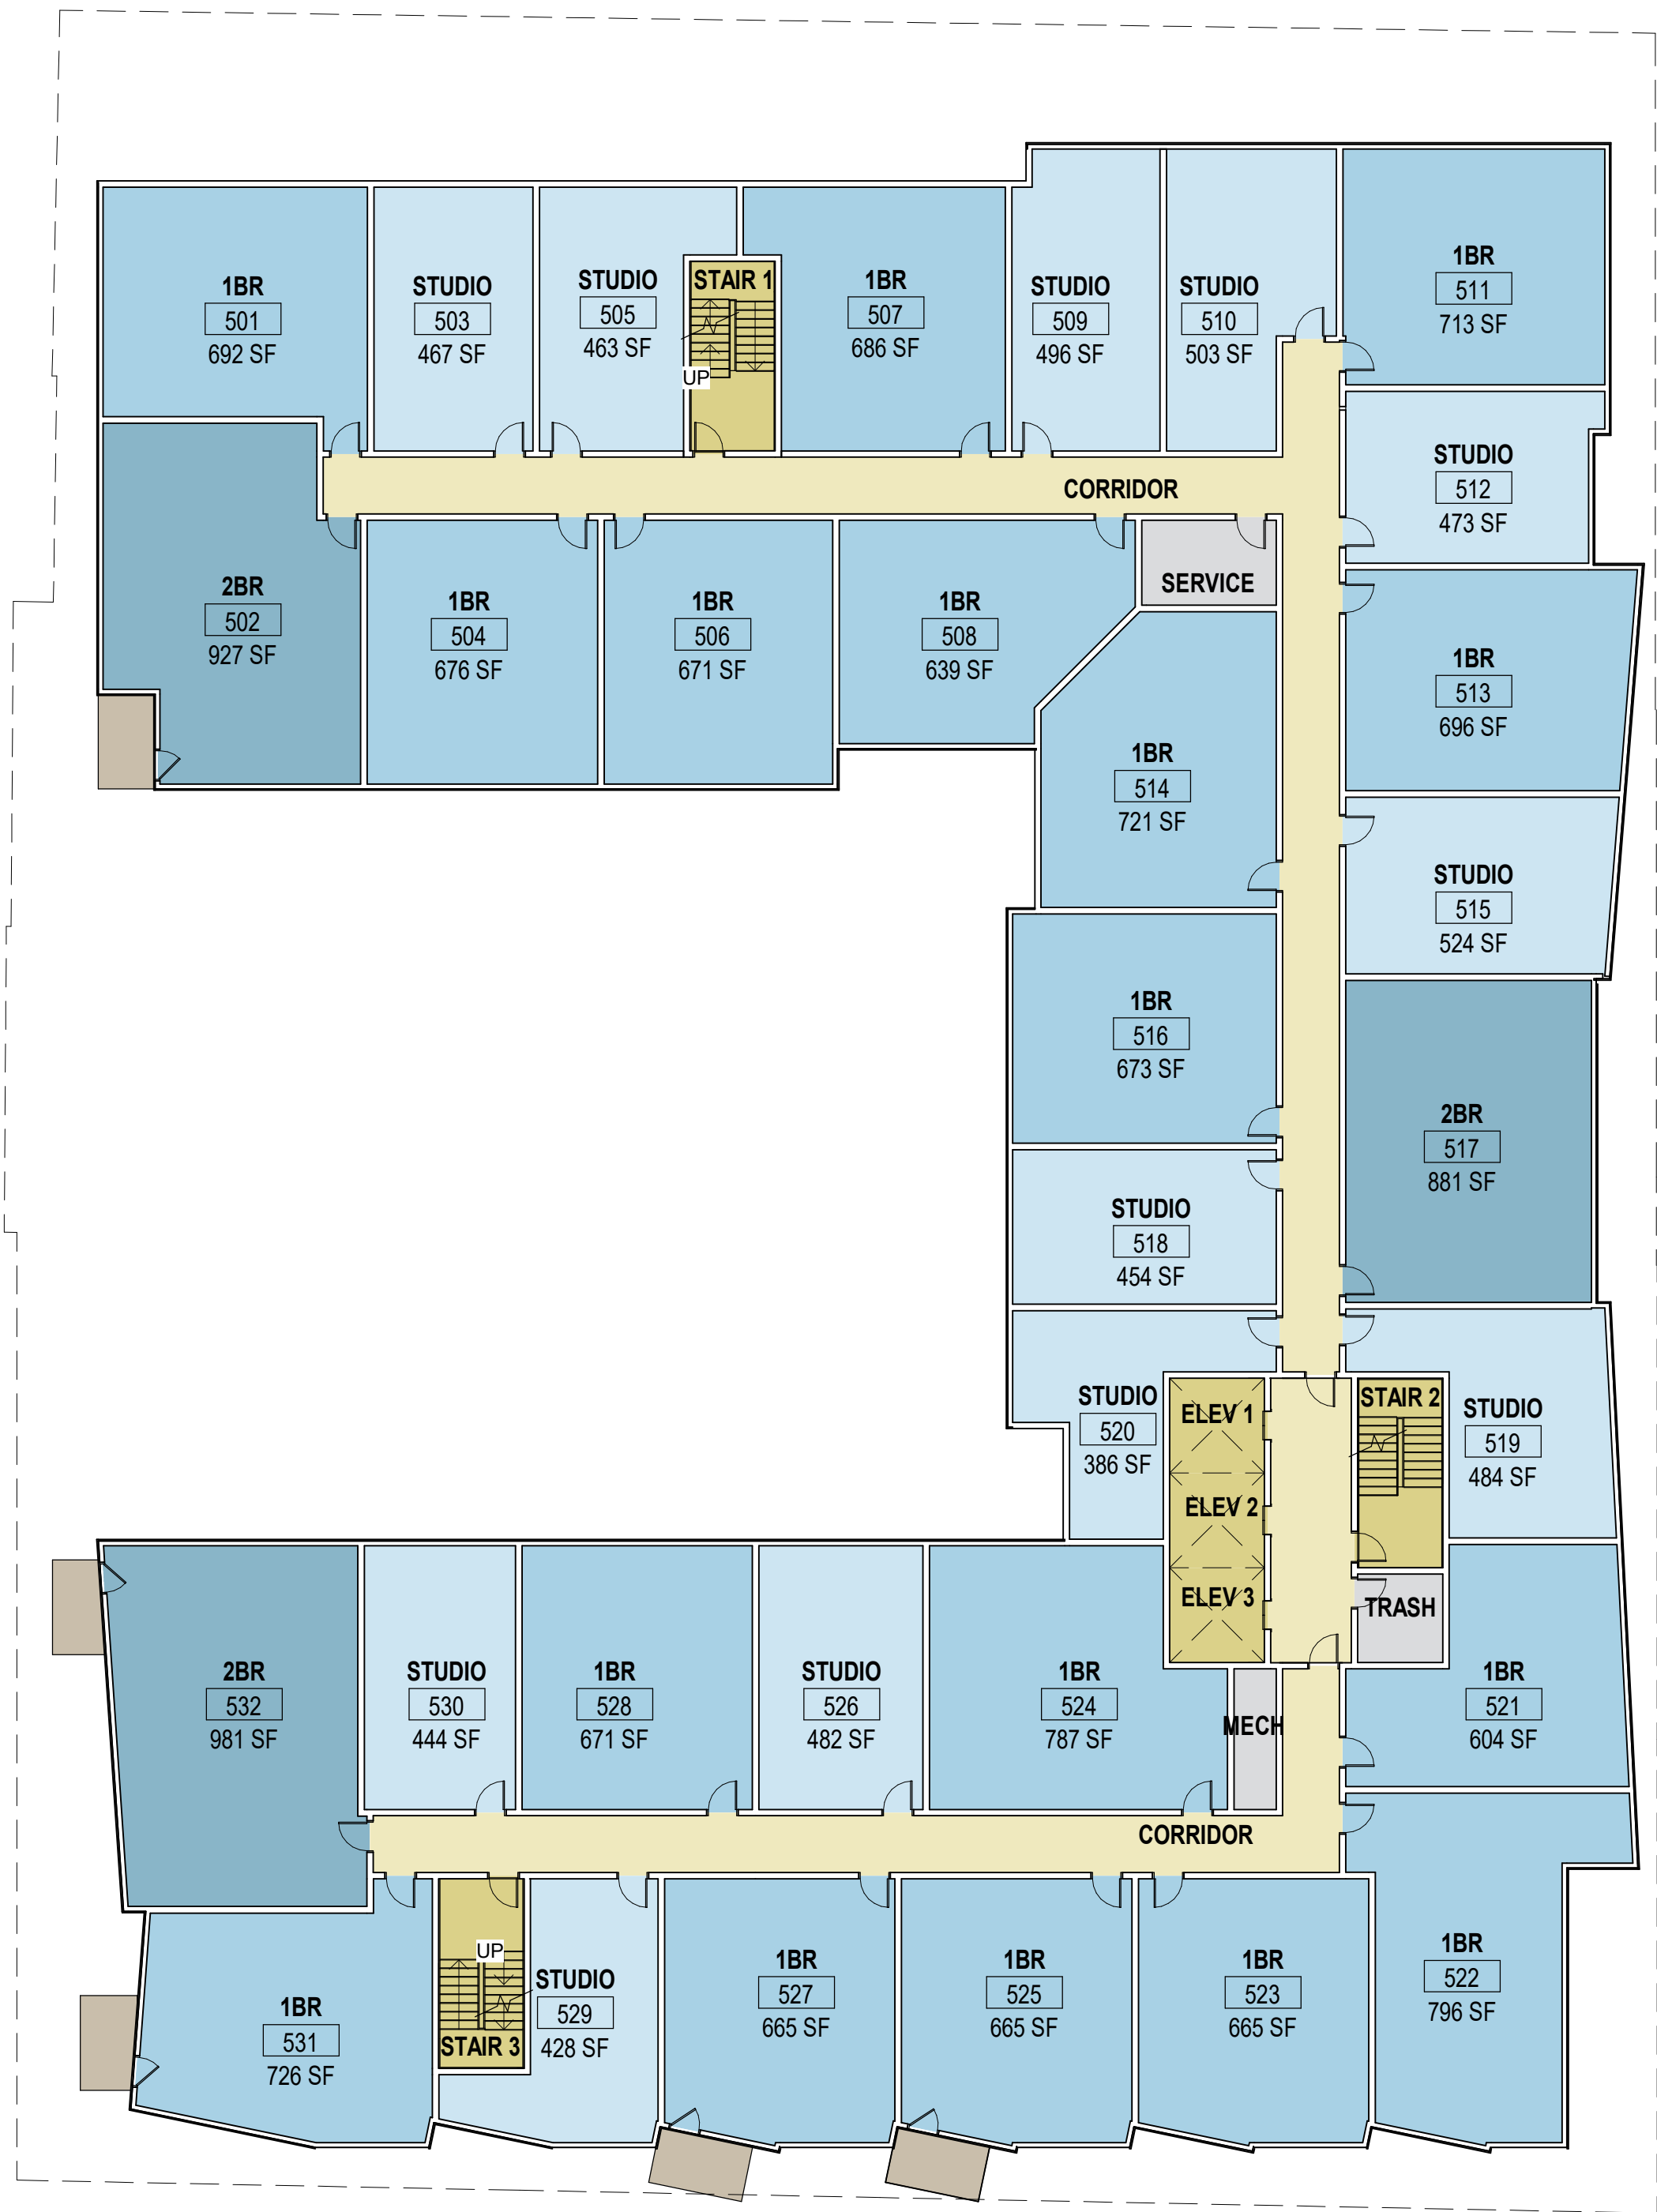 1BR
501
692 SF
STUDIO
503
467 SF
STUDIO
505
463 SF
STAIR 1
UP
1BR
507
686 SF
STUDIO
509
496 SF
STUDIO
510
503 SF
1BR
511
713 SF
CORRIDOR
STUDIO
512
473 SF
2BR
502
927 SF
1BR
504
676 SF
1BR
506
671 SF
1BR
508
639 SF
SERVICE
1BR
513
696 SF
1BR
514
721 SF
STUDIO
515
524 SF
1BR
516
673 SF
2BR
517
881 SF
STUDIO
518
454 SF
STUDIO
520
386 SF
ELEV 1
ELEV 2
ELEV 3
STAIR 2
STUDIO
519
484 SF
TRASH
2BR
532
981 SF
STUDIO
530
444 SF
1BR
528
671 SF
STUDIO
526
482 SF
1BR
524
787 SF
MECH
1BR
521
604 SF
CORRIDOR
1BR
531
726 SF
UP
STAIR 3
STUDIO
529
428 SF
1BR
527
665 SF
1BR
525
665 SF
1BR
523
665 SF
1BR
522
796 SF